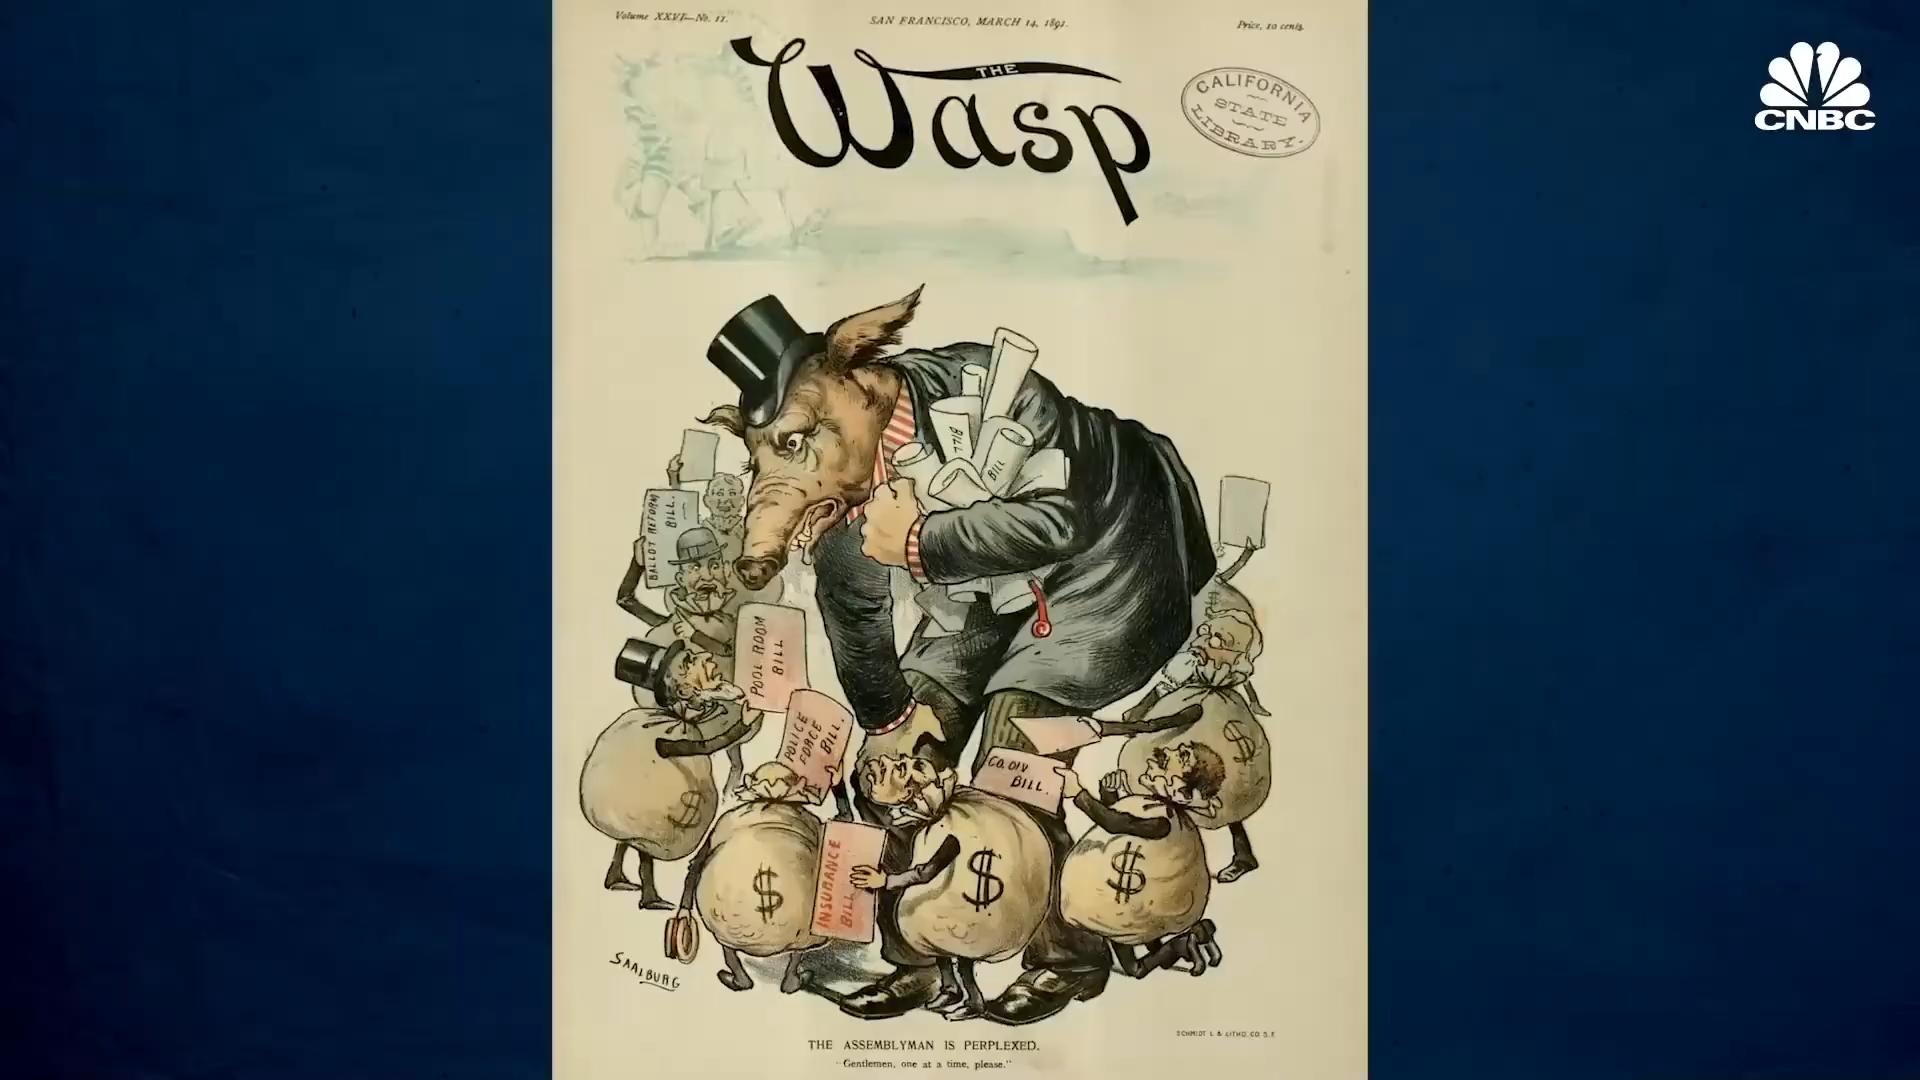 Volume XXVI—No. 11.
SAN FRANCISCO, MARCH 14, 1891.
Price, 10 cents.
THE
Wasp
CALIFORNIA
STATE
LIBRARY.
CNBC
BILL
BILL
BALLOT REFORM
BILL.
POOL ROOM
BILL
POLICE
FORCE
BILL.
CO. DIV
BILL.
INSURANCE
BILL
$
$
$
$
$
$
SAALBURG
SCHMIDT L & LITHO. CO. S. F.
THE ASSEMBLYMAN IS PERPLEXED.
"Gentlemen, one at a time, please."